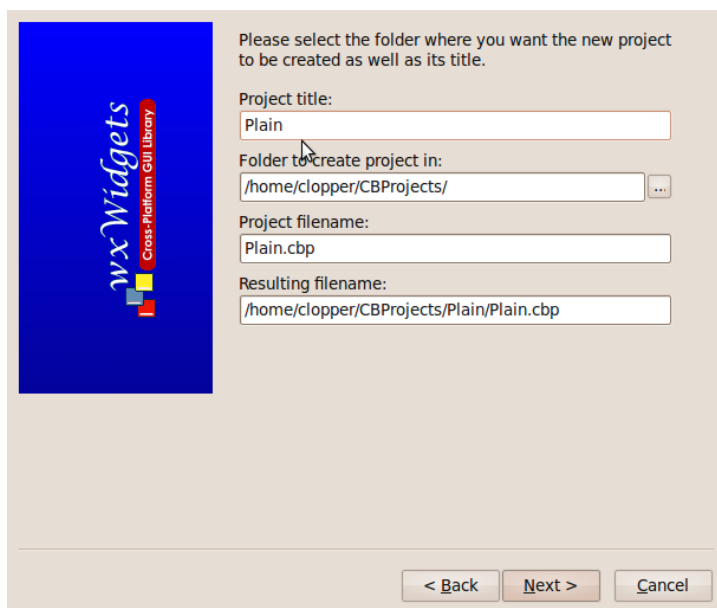 wxWidgets
Cross-Platform GUI Library
Please select the folder where you want the new project
to be created as well as its title.
Project title:
Plain
Folder to create project in:
/home/clopper/CBProjects/
...
Project filename:
Plain.cbp
Resulting filename:
/home/clopper/CBProjects/Plain/Plain.cbp
< Back
Next >
Cancel